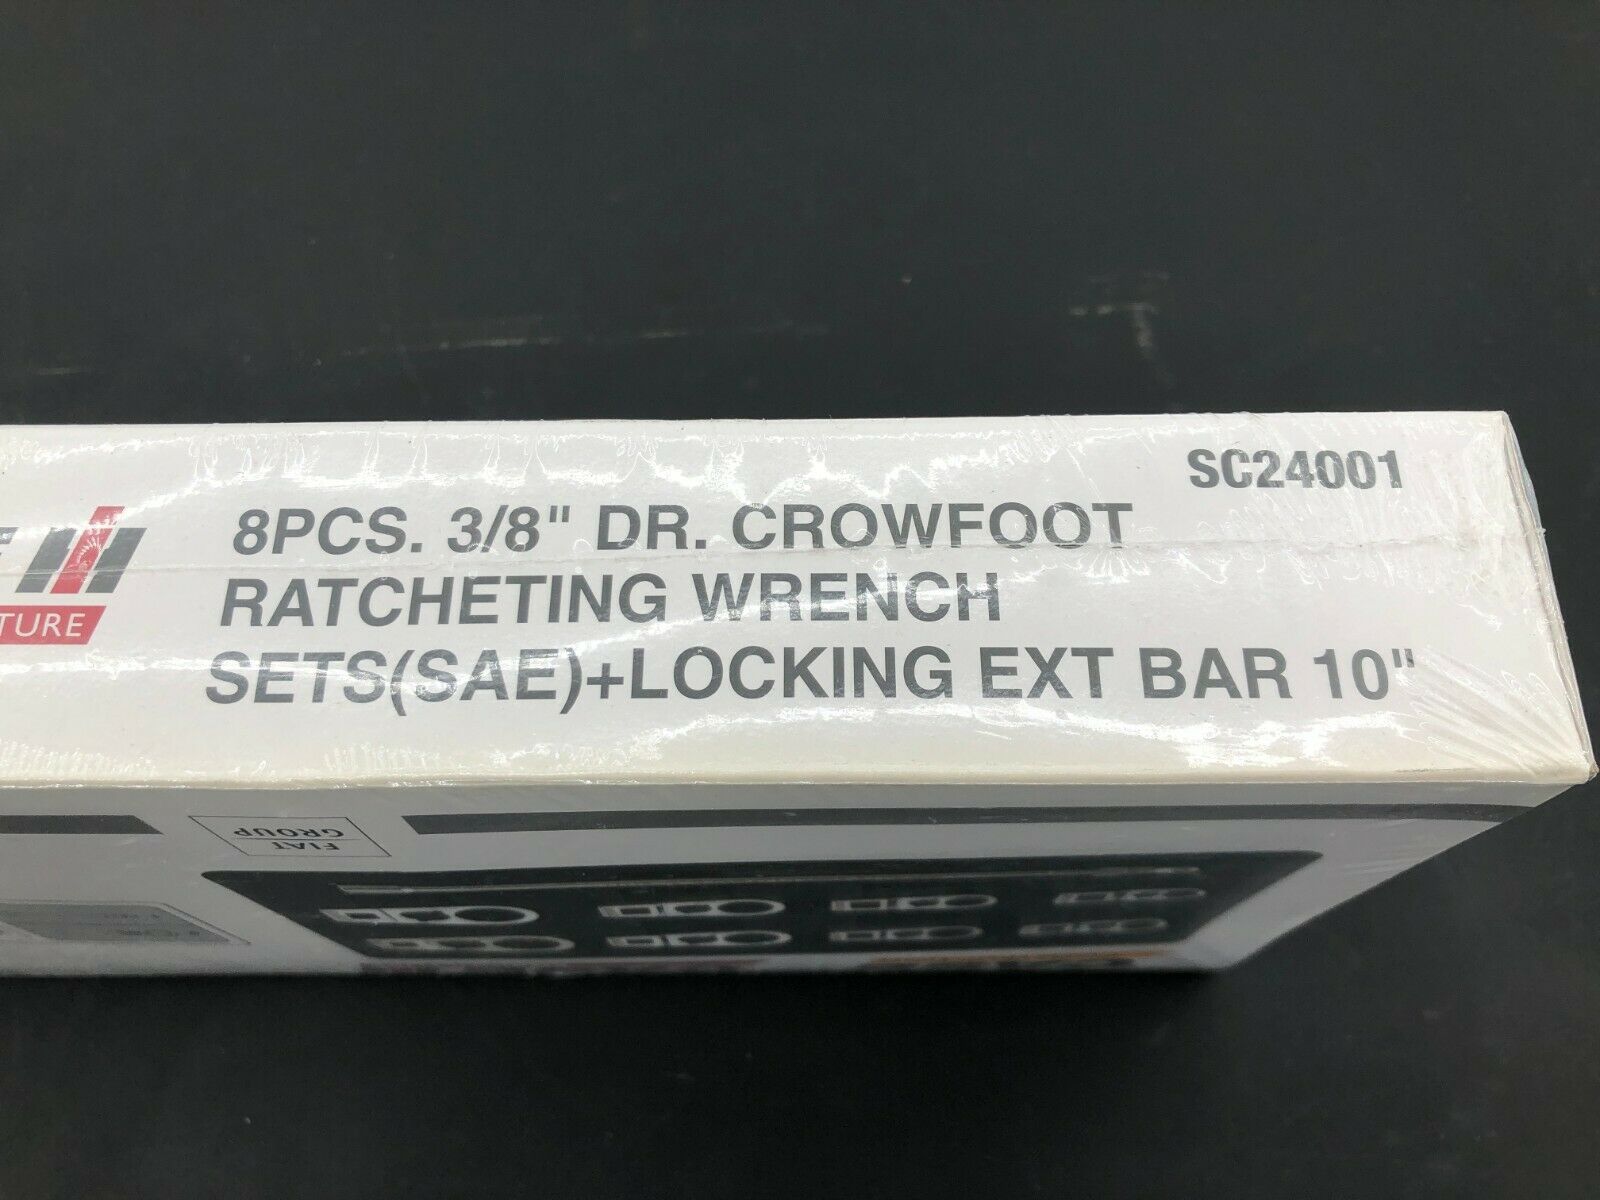 SC24001
8PCS. 3/8" DR. CROWFOOT
RATCHETING WRENCH
SETS(SAE)+LOCKING EXT BAR 10"
TURE
FIAT
GROUP